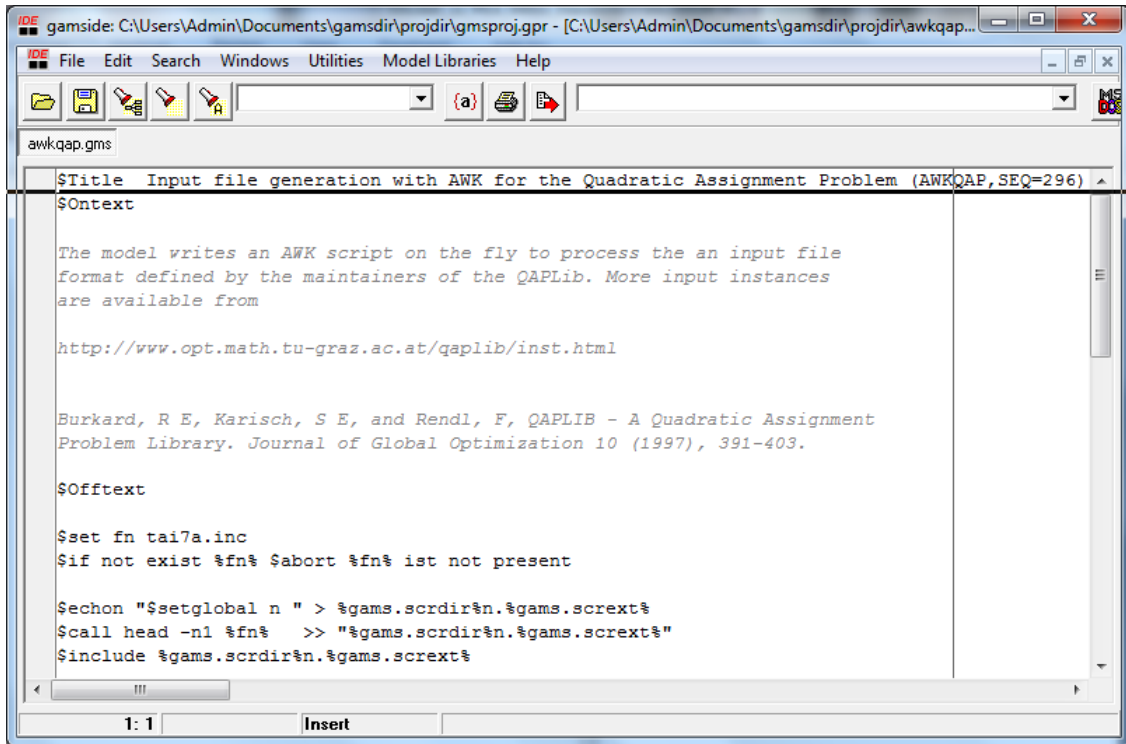 IDE gamside: C:\Users\Admin\Documents\gamsdir\projdir\gmsproj.gpr - [C:\Users\Admin\Documents\gamsdir\projdir\awkqap...
IDE File Edit Search Windows Utilities Model Libraries Help
A {a} MS DOS
awkqap.gms
$Title  Input file generation with AWK for the Quadratic Assignment Problem (AWKQAP,SEQ=296)
$Ontext
The model writes an AWK script on the fly to process the an input file
format defined by the maintainers of the QAPLib. More input instances
are available from
http://www.opt.math.tu-graz.ac.at/qaplib/inst.html
Burkard, R E, Karisch, S E, and Rendl, F, QAPLIB - A Quadratic Assignment
Problem Library. Journal of Global Optimization 10 (1997), 391-403.
$Offtext
$set fn tai7a.inc
$if not exist %fn% $abort %fn% ist not present
$echon "$setglobal n " > %gams.scrdir%n.%gams.scrext%
$call head -n1 %fn%   >> "%gams.scrdir%n.%gams.scrext%"
$include %gams.scrdir%n.%gams.scrext%
1: 1 Insert